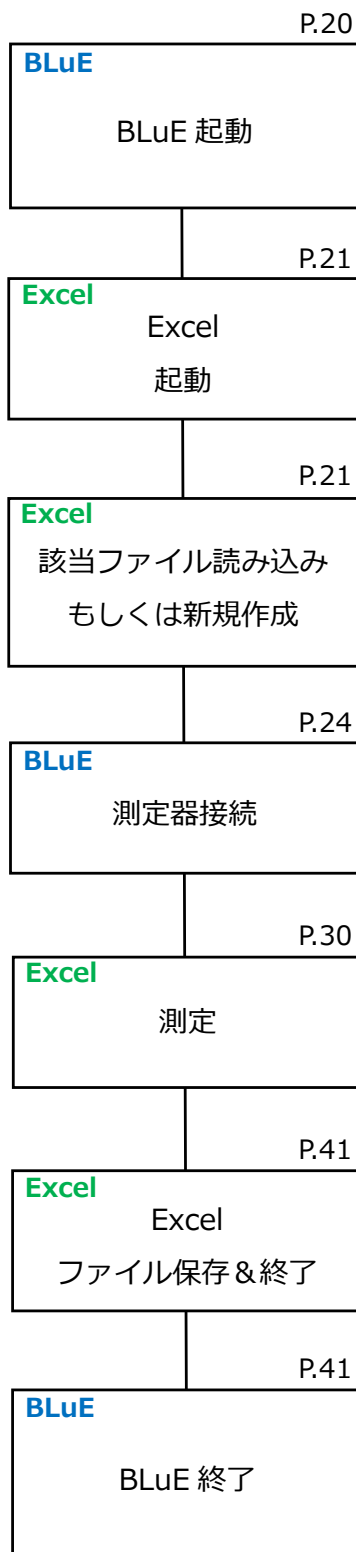 P.20
BLuE
BLuE 起動
P.21
Excel
Excel
起動
P.21
Excel
該当ファイル読み込み
もしくは新規作成
P.24
BLuE
測定器接続
P.30
Excel
測定
P.41
Excel
Excel
ファイル保存＆終了
P.41
BLuE
BLuE 終了